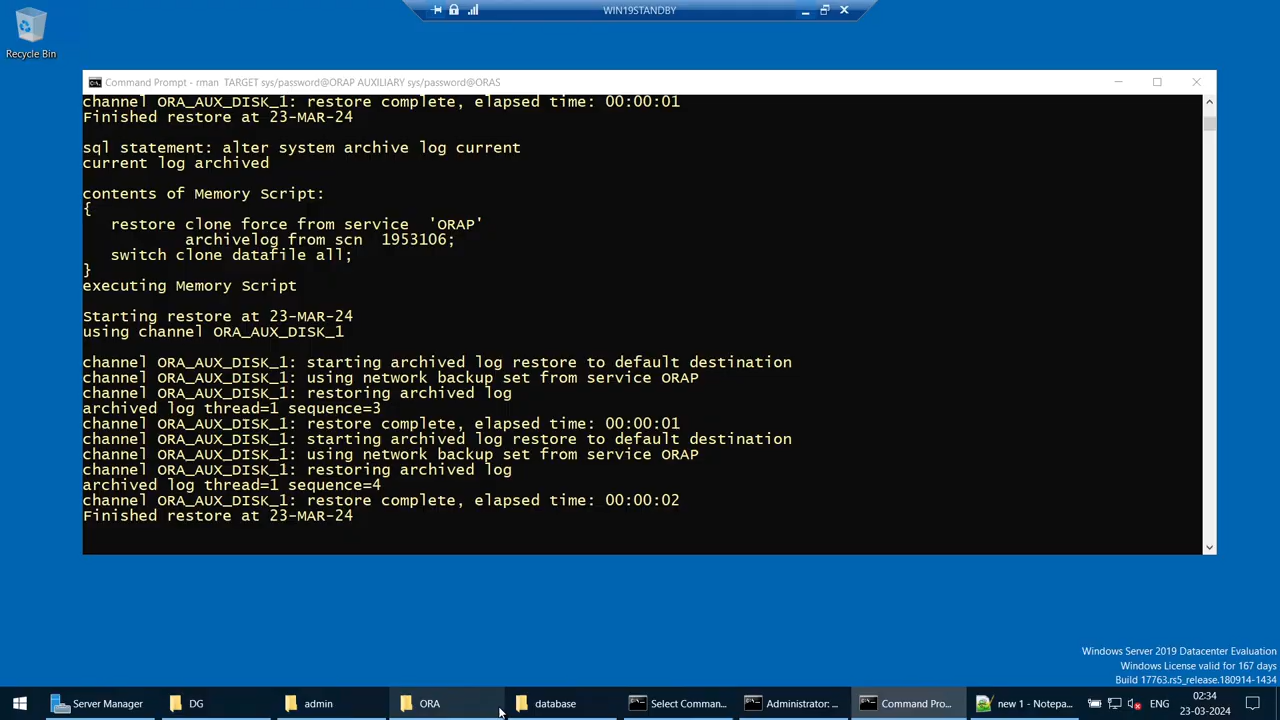 WIN19STANDBY
Recycle Bin
Command Prompt - rman  TARGET sys/password@ORAP AUXILIARY sys/password@ORAS
channel ORA_AUX_DISK_1: restore complete, elapsed time: 00:00:01
Finished restore at 23-MAR-24
sql statement: alter system archive log current
current log archived
contents of Memory Script:
{
   restore clone force from service  'ORAP'
           archivelog from scn  1953106;
   switch clone datafile all;
}
executing Memory Script
Starting restore at 23-MAR-24
using channel ORA_AUX_DISK_1
channel ORA_AUX_DISK_1: starting archived log restore to default destination
channel ORA_AUX_DISK_1: using network backup set from service ORAP
channel ORA_AUX_DISK_1: restoring archived log
archived log thread=1 sequence=3
channel ORA_AUX_DISK_1: restore complete, elapsed time: 00:00:01
channel ORA_AUX_DISK_1: starting archived log restore to default destination
channel ORA_AUX_DISK_1: using network backup set from service ORAP
channel ORA_AUX_DISK_1: restoring archived log
archived log thread=1 sequence=4
channel ORA_AUX_DISK_1: restore complete, elapsed time: 00:00:02
Finished restore at 23-MAR-24
Windows Server 2019 Datacenter Evaluation
Windows License valid for 167 days
Build 17763.rs5_release.180914-1434
Server Manager
DG
admin
ORA
database
Select Comman...
Administrator: ...
Command Pro...
new 1 - Notepa...
ENG
02:34
23-03-2024